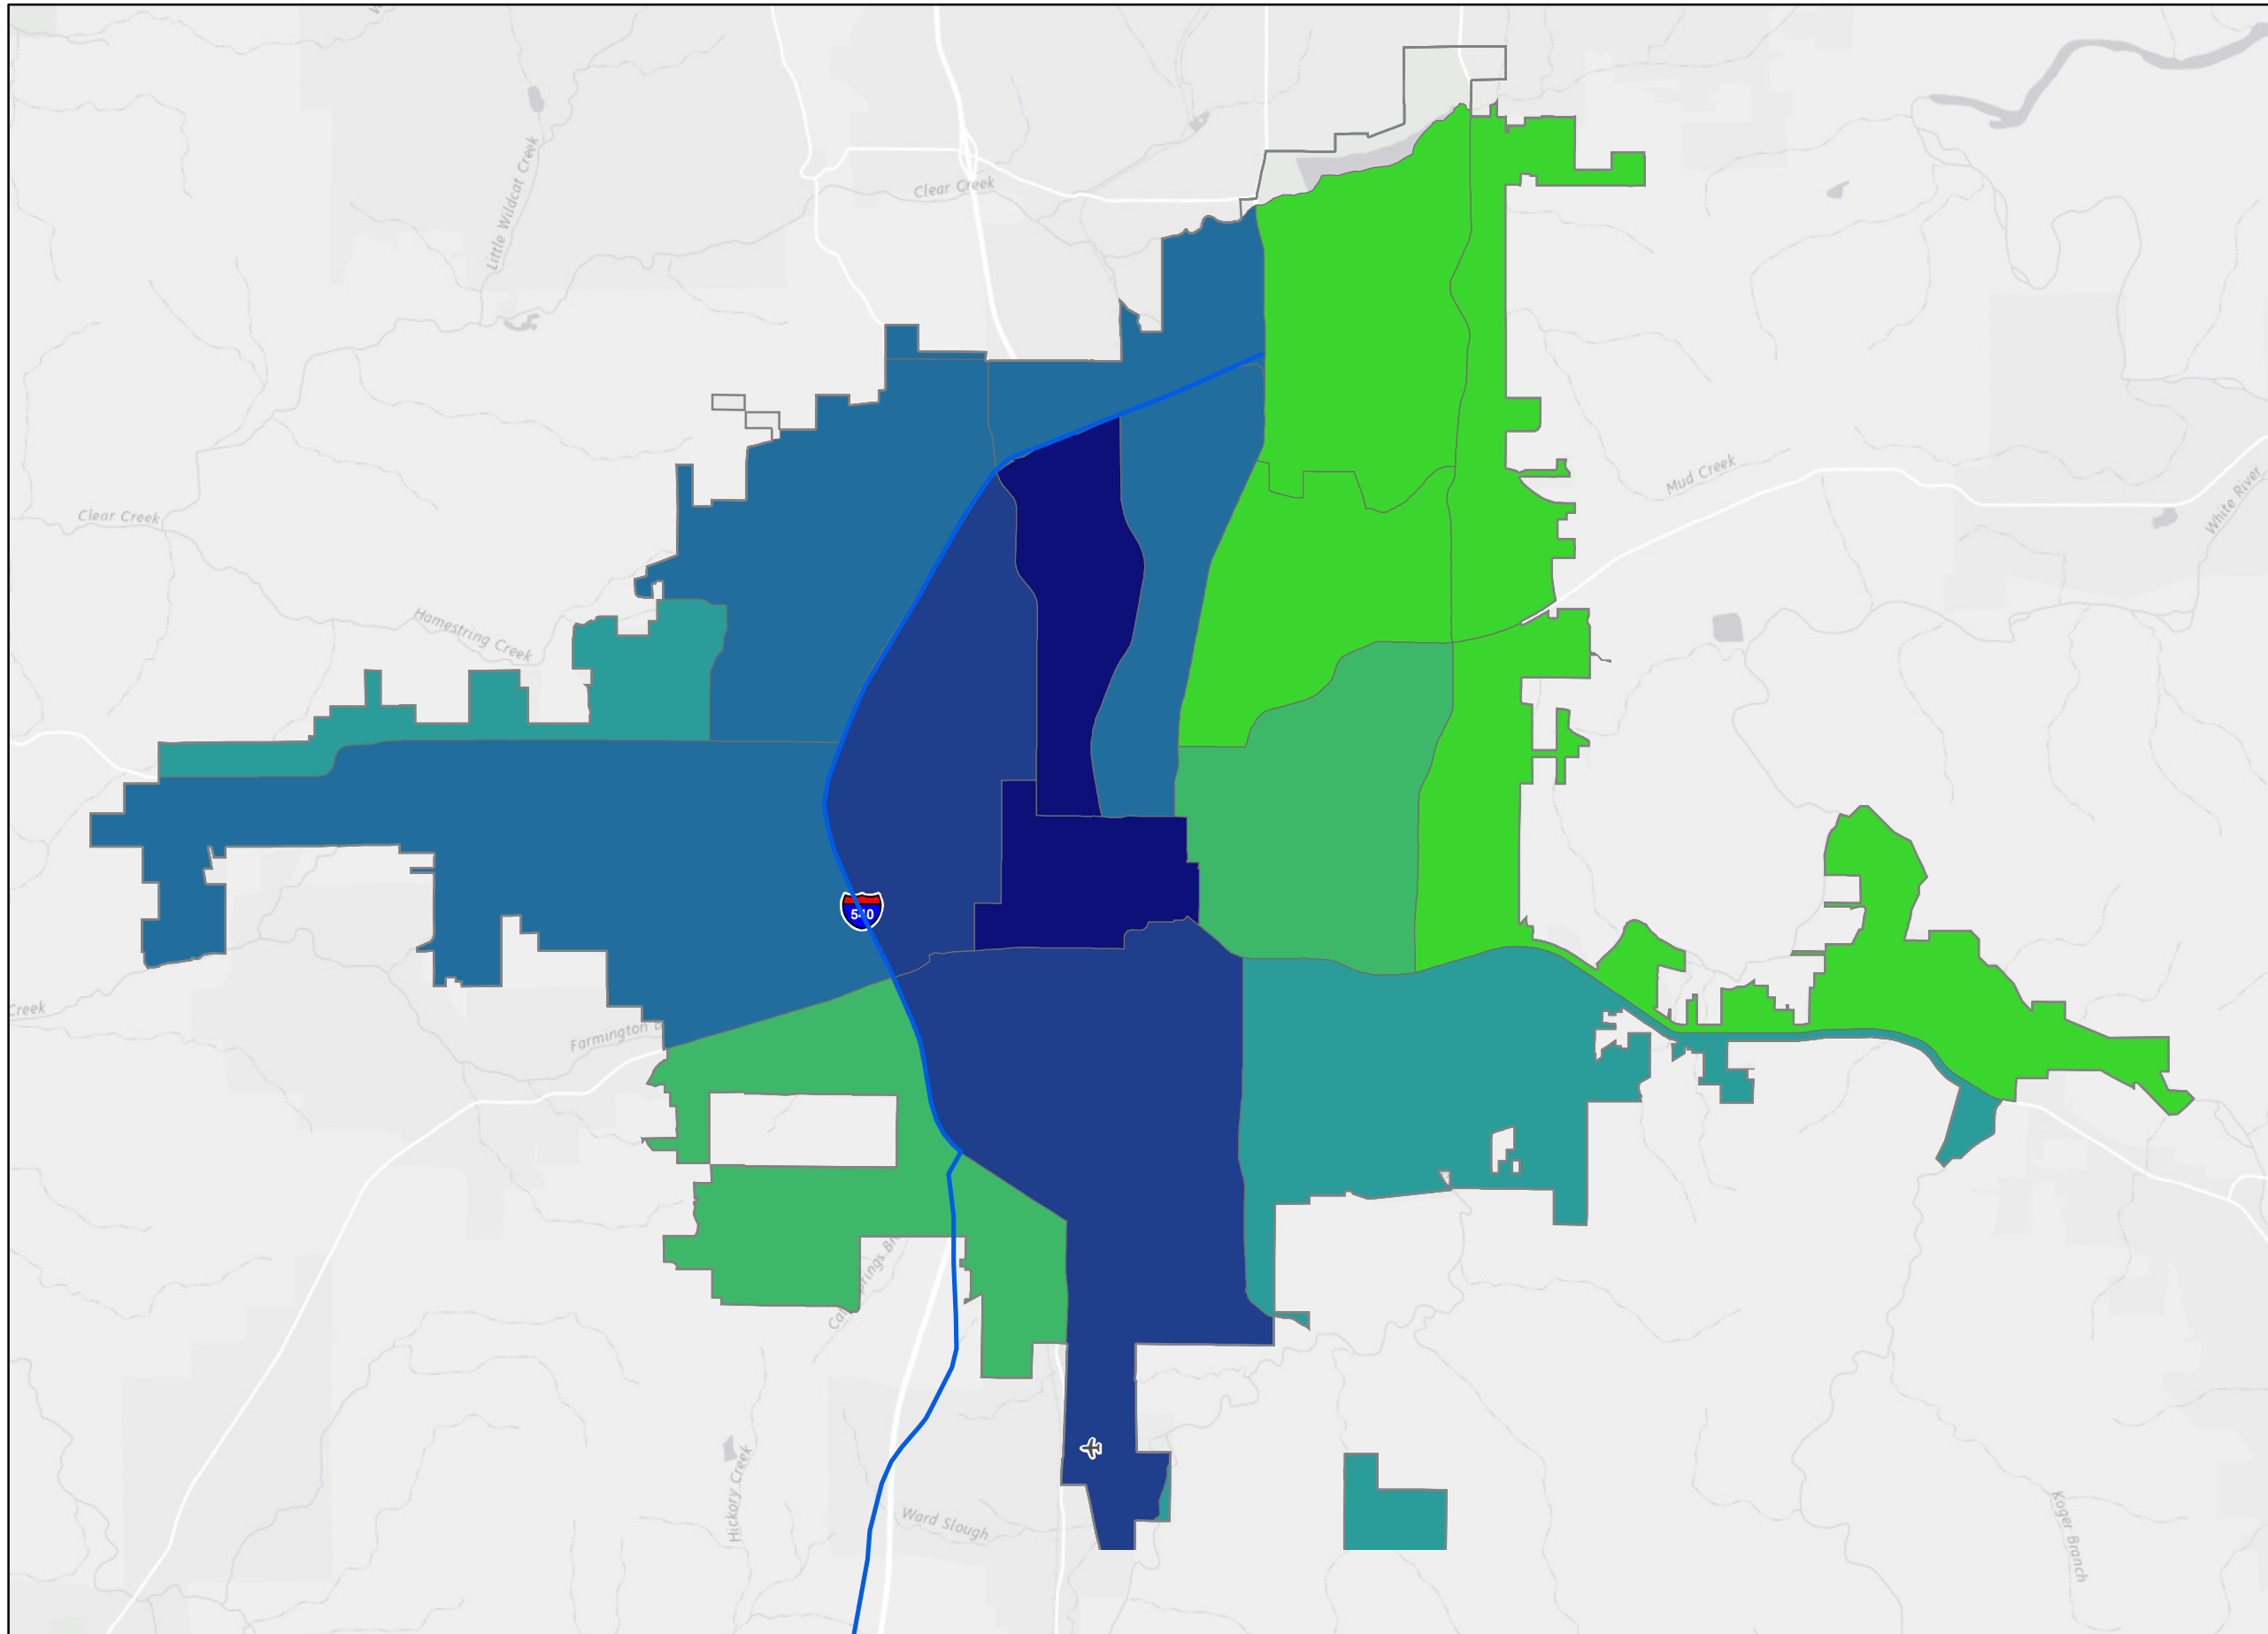 Little Wildcat Creek
Clear Creek
Mud Creek
White River
Clear Creek
Hamestring Creek
540
Creek
Farmington
Hickory Creek
Ward Slough
Koger Branch